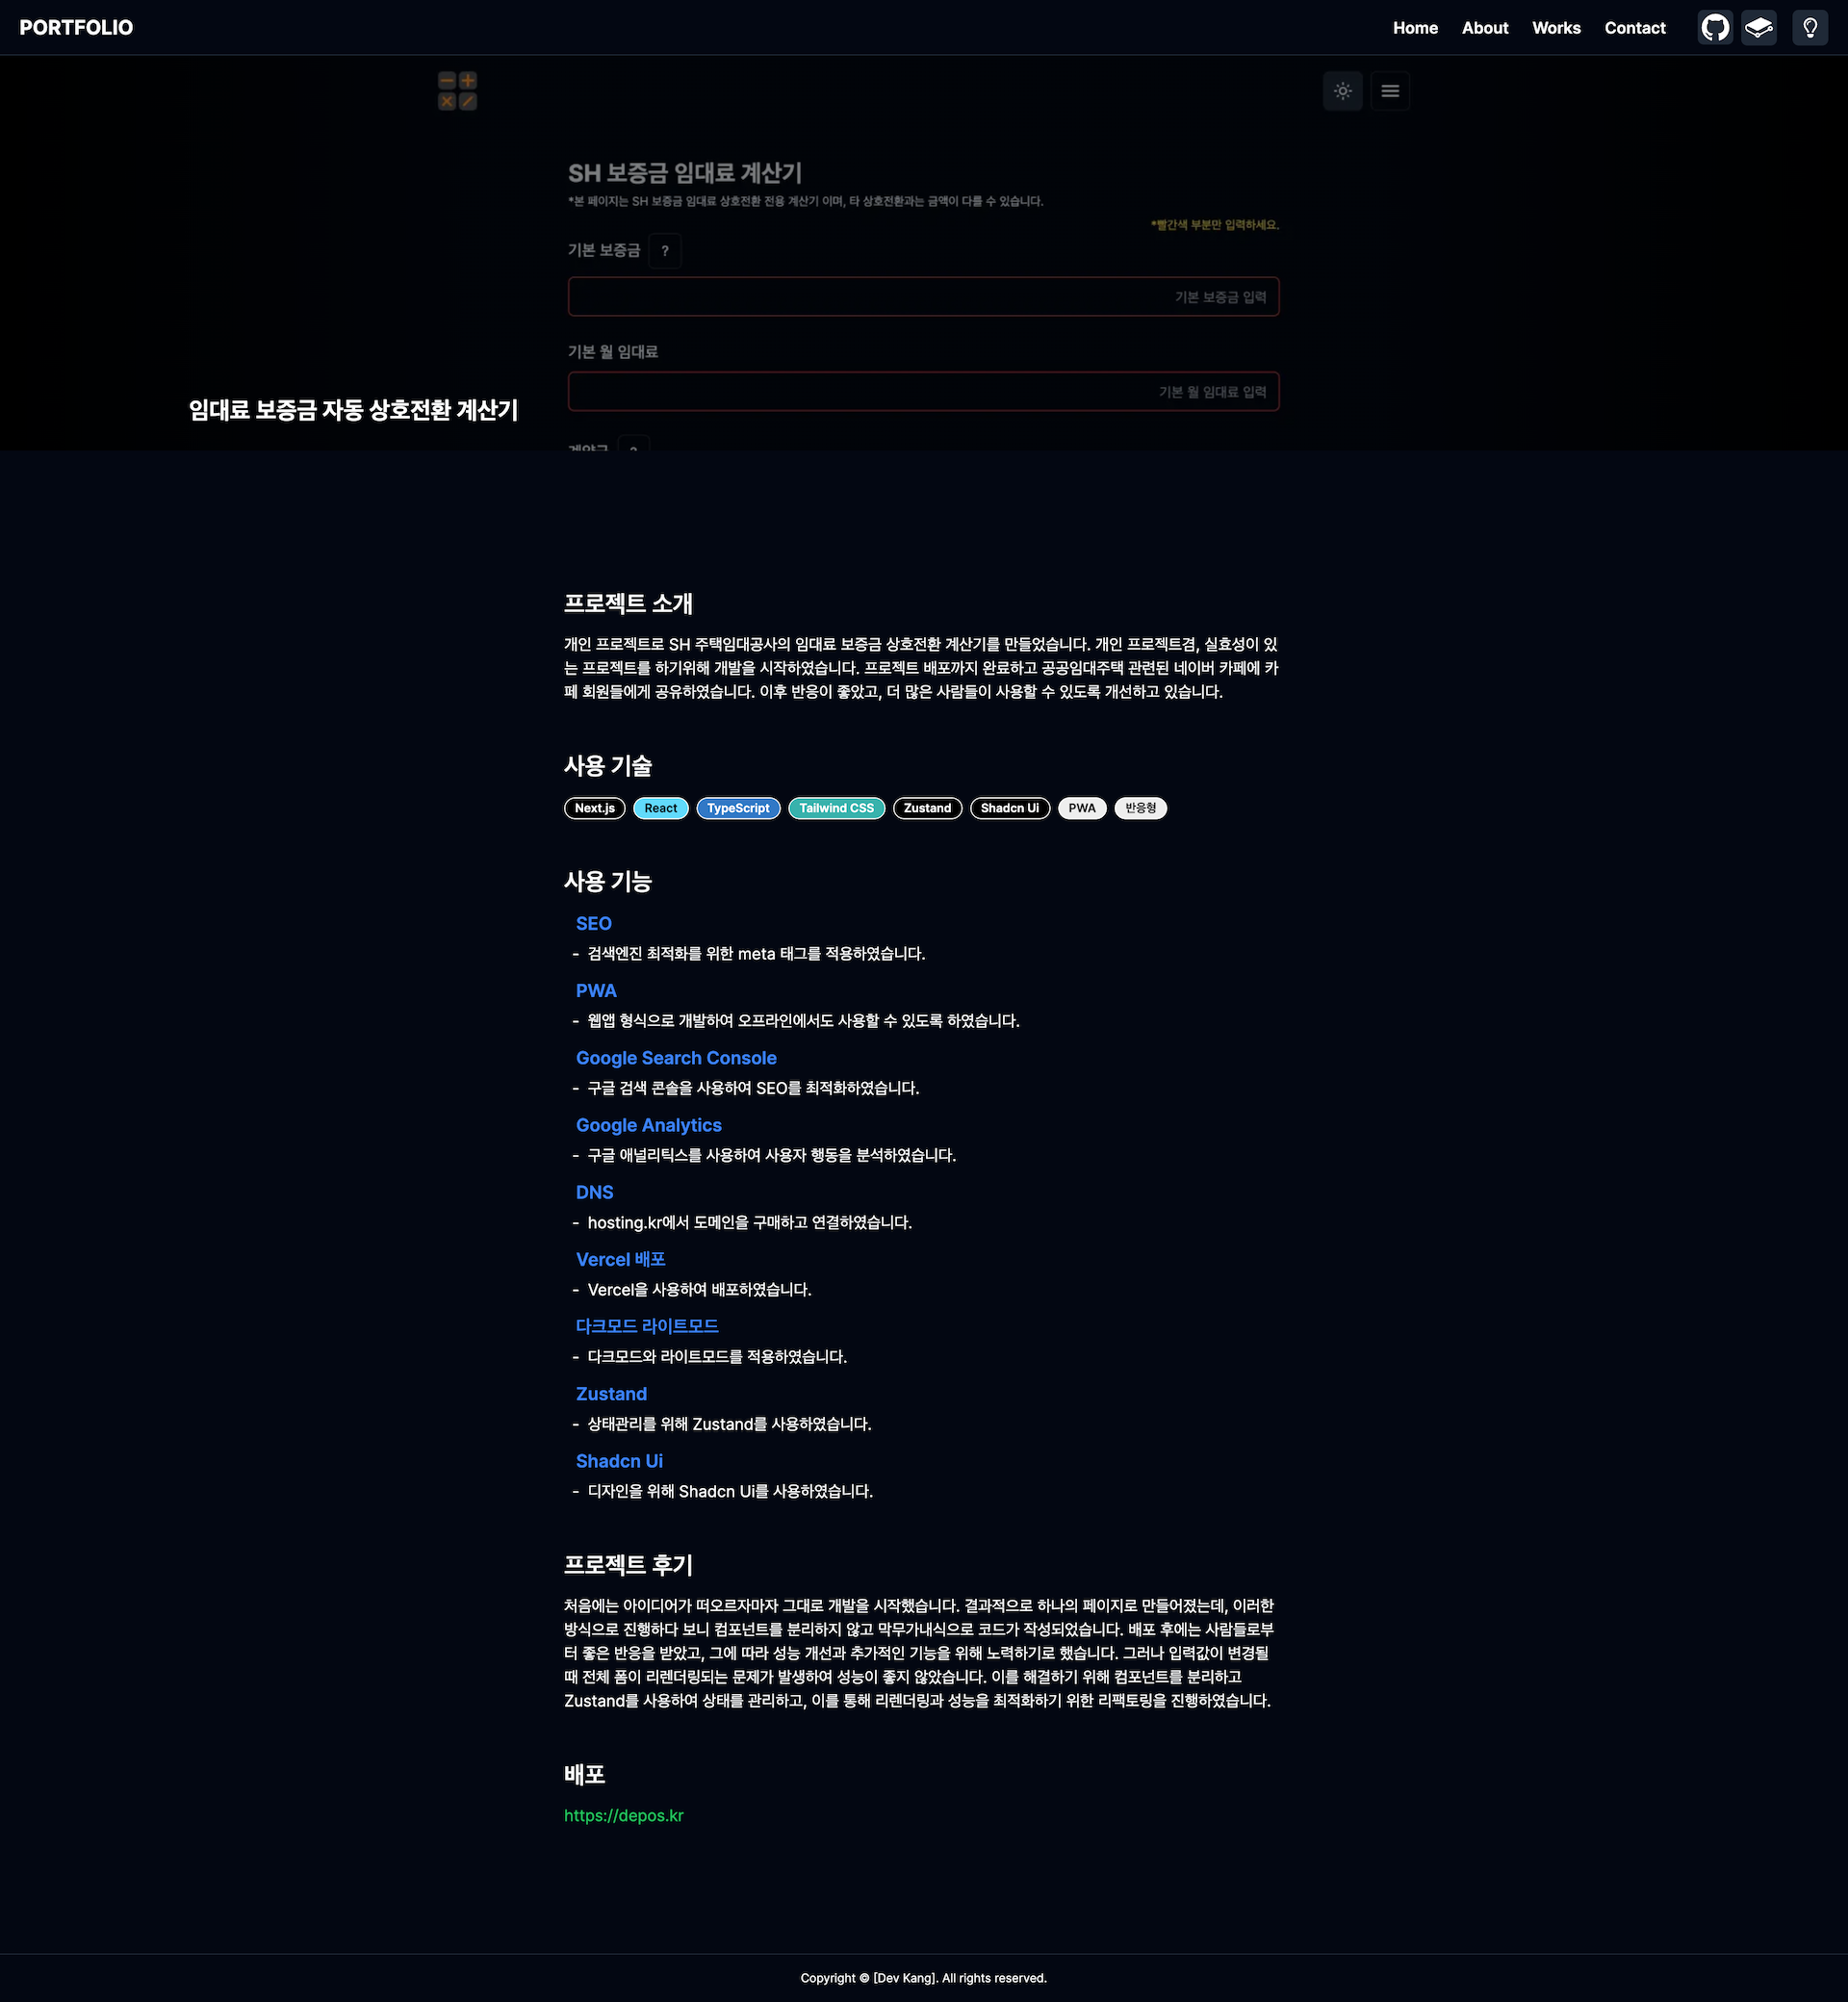 PORTFOLIO
Home About Works Contact
SH 보증금 임대료 계산기
*본 페이지는 SH 보증금 임대료 상호전환 전용 계산기 이며, 타 상호전환과는 금액이 다를 수 있습니다.
*빨간색 부분만 입력하세요.
기본 보증금 ?
기본 보증금 입력
기본 월 임대료
기본 월 임대료 입력
임대료 보증금 자동 상호전환 계산기
계약금 ?
프로젝트 소개
개인 프로젝트로 SH 주택임대공사의 임대료 보증금 상호전환 계산기를 만들었습니다. 개인 프로젝트겸, 실효성이 있
는 프로젝트를 하기위해 개발을 시작하였습니다. 프로젝트 배포까지 완료하고 공공임대주택 관련된 네이버 카페에 카
페 회원들에게 공유하였습니다. 이후 반응이 좋았고, 더 많은 사람들이 사용할 수 있도록 개선하고 있습니다.
사용 기술
Next.js React TypeScript Tailwind CSS Zustand Shadcn Ui PWA 반응형
사용 기능
SEO
- 검색엔진 최적화를 위한 meta 태그를 적용하였습니다.
PWA
- 웹앱 형식으로 개발하여 오프라인에서도 사용할 수 있도록 하였습니다.
Google Search Console
- 구글 검색 콘솔을 사용하여 SEO를 최적화하였습니다.
Google Analytics
- 구글 애널리틱스를 사용하여 사용자 행동을 분석하였습니다.
DNS
- hosting.kr에서 도메인을 구매하고 연결하였습니다.
Vercel 배포
- Vercel을 사용하여 배포하였습니다.
다크모드 라이트모드
- 다크모드와 라이트모드를 적용하였습니다.
Zustand
- 상태관리를 위해 Zustand를 사용하였습니다.
Shadcn Ui
- 디자인을 위해 Shadcn Ui를 사용하였습니다.
프로젝트 후기
처음에는 아이디어가 떠오르자마자 그대로 개발을 시작했습니다. 결과적으로 하나의 페이지로 만들어졌는데, 이러한
방식으로 진행하다 보니 컴포넌트를 분리하지 않고 막무가내식으로 코드가 작성되었습니다. 배포 후에는 사람들로부
터 좋은 반응을 받았고, 그에 따라 성능 개선과 추가적인 기능을 위해 노력하기로 했습니다. 그러나 입력값이 변경될
때 전체 폼이 리렌더링되는 문제가 발생하여 성능이 좋지 않았습니다. 이를 해결하기 위해 컴포넌트를 분리하고
Zustand를 사용하여 상태를 관리하고, 이를 통해 리렌더링과 성능을 최적화하기 위한 리팩토링을 진행하였습니다.
배포
https://depos.kr
Copyright © [Dev Kang]. All rights reserved.